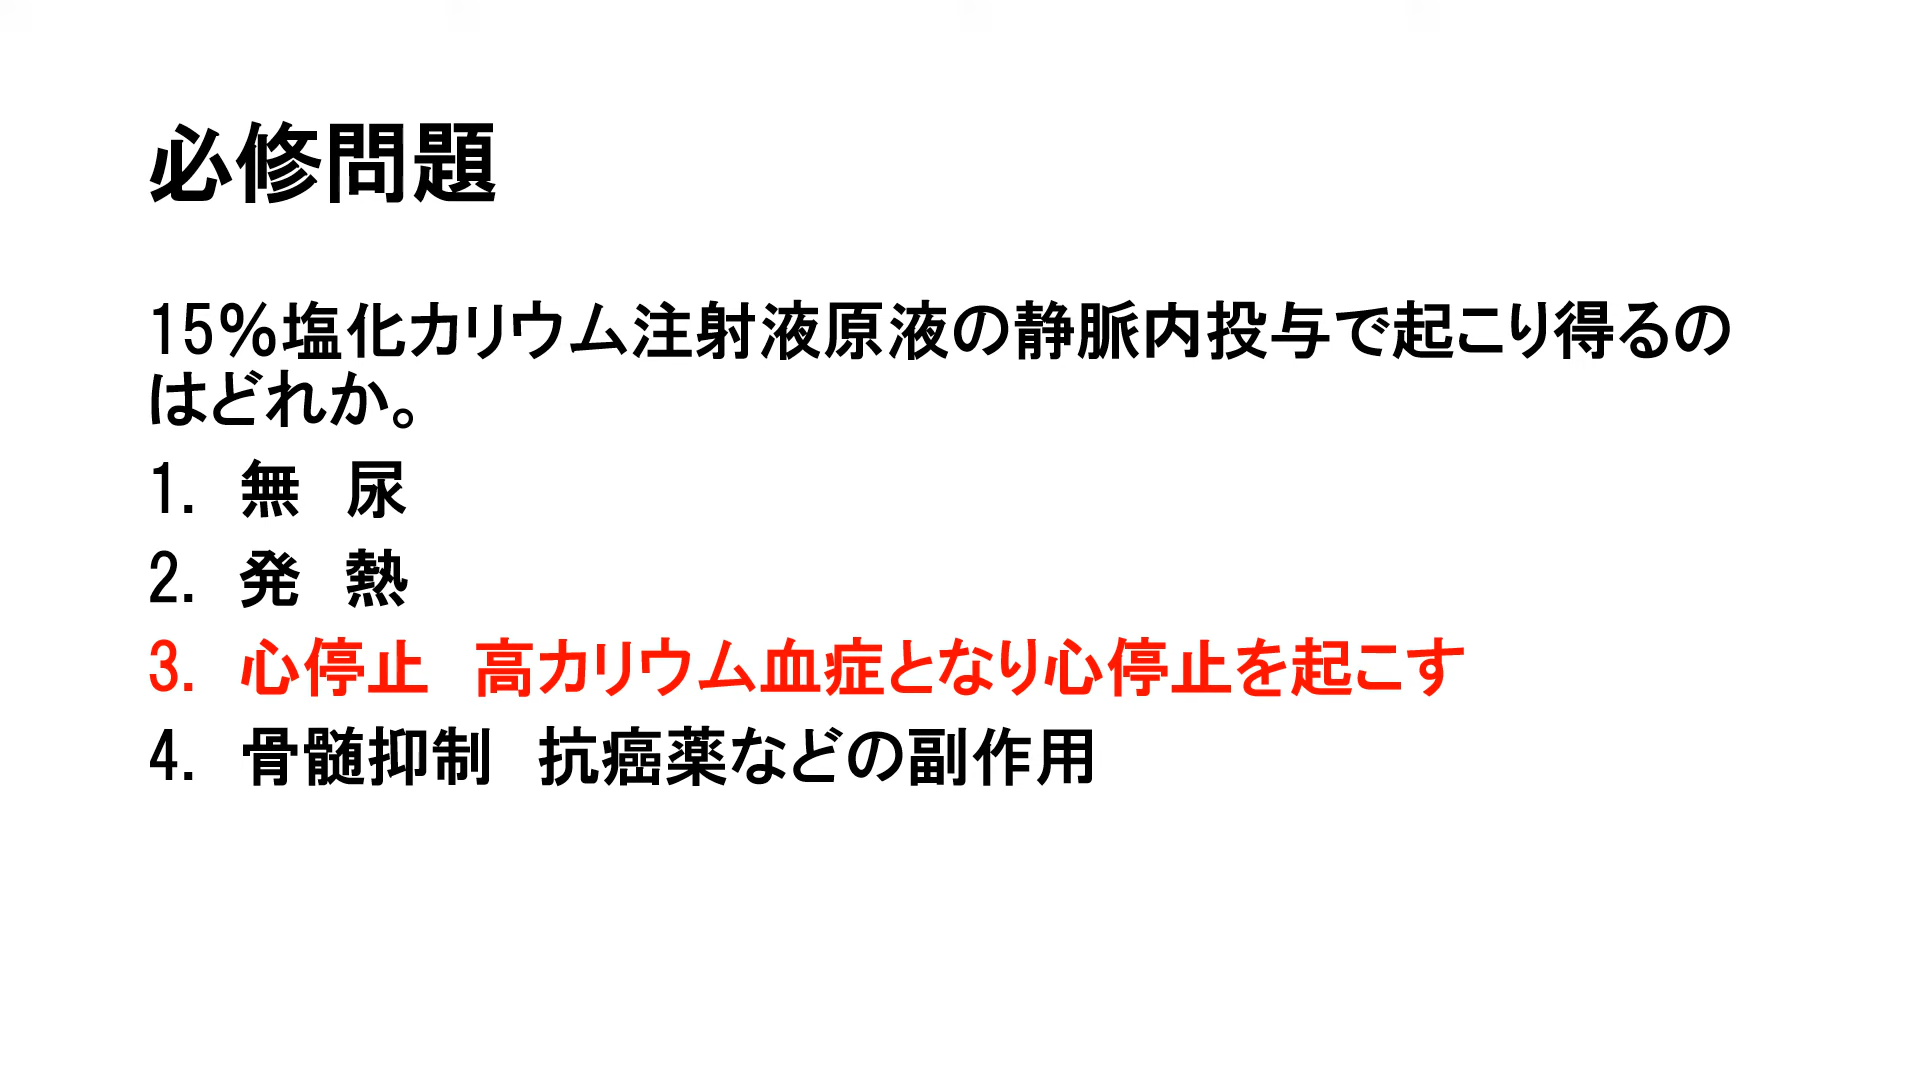 必修問題
15%塩化カリウム注射液原液の静脈内投与で起こり得るの
はどれか。
1. 無　尿
2. 発　熱
3. 心停止　高カリウム血症となり心停止を起こす
4. 骨髄抑制　抗癌薬などの副作用